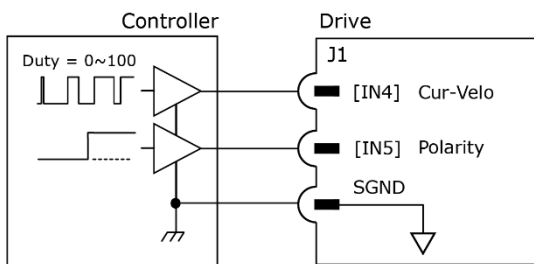 Controller
Drive
Duty = 0~100
J1
[IN4] Cur-Velo
[IN5] Polarity
SGND